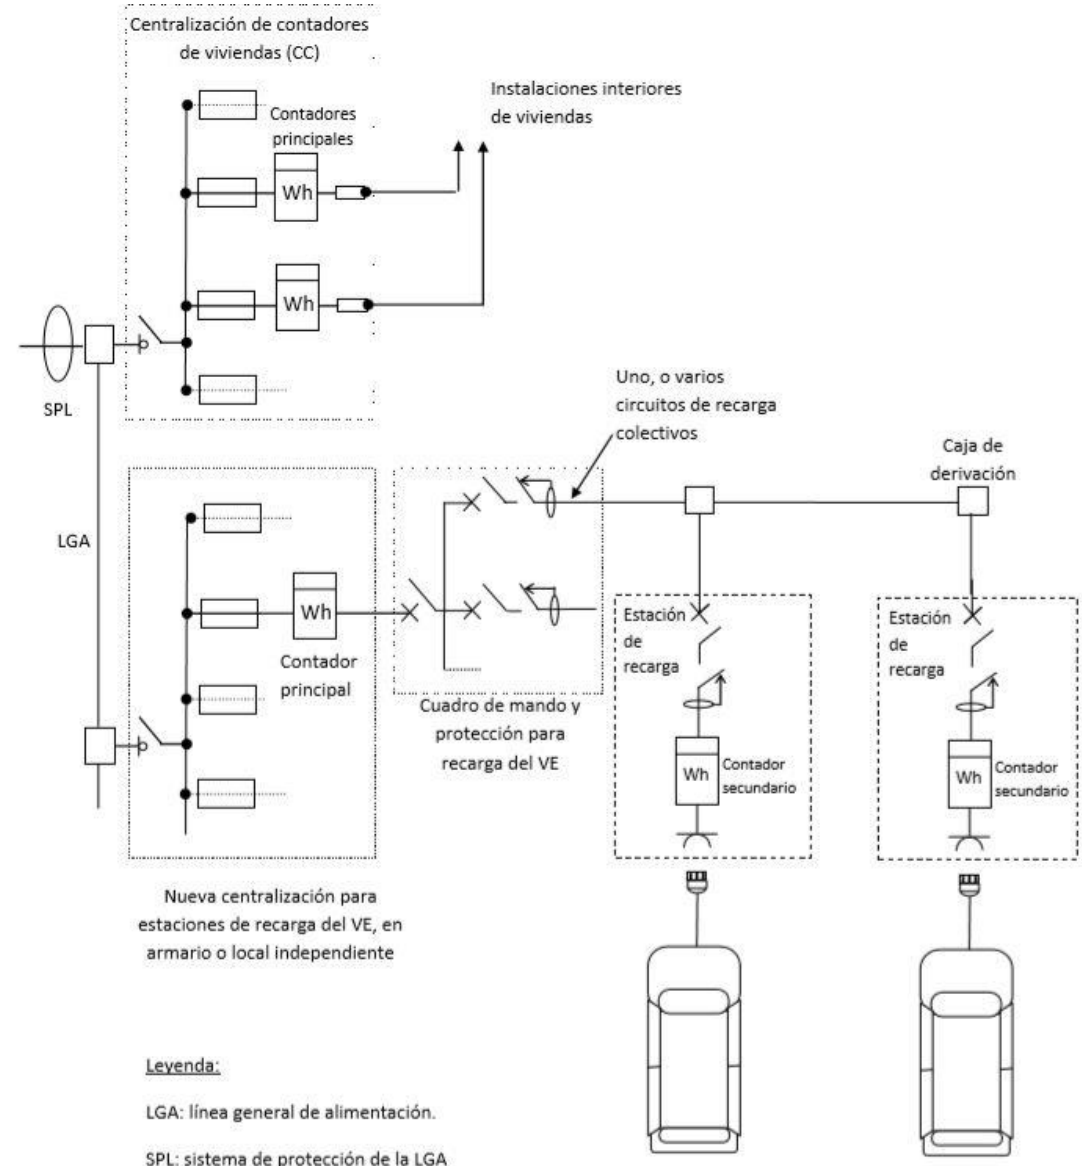 Centralización de contadores
de viviendas (CC)
Contadores
principales
Instalaciones interiores
de viviendas
Wh
Wh
SPL
Uno, o varios
circuitos de recarga
colectivos
Caja de
derivación
LGA
Wh
Contador
principal
Estación
de
recarga
Estación
de
recarga
Cuadro de mando y
protección para
recarga del VE
Wh
Contador
secundario
Wh
Contador
secundario
Nueva centralización para
estaciones de recarga del VE, en
armario o local independiente
Leyenda:
LGA: línea general de alimentación.
SPL: sistema de protección de la LGA